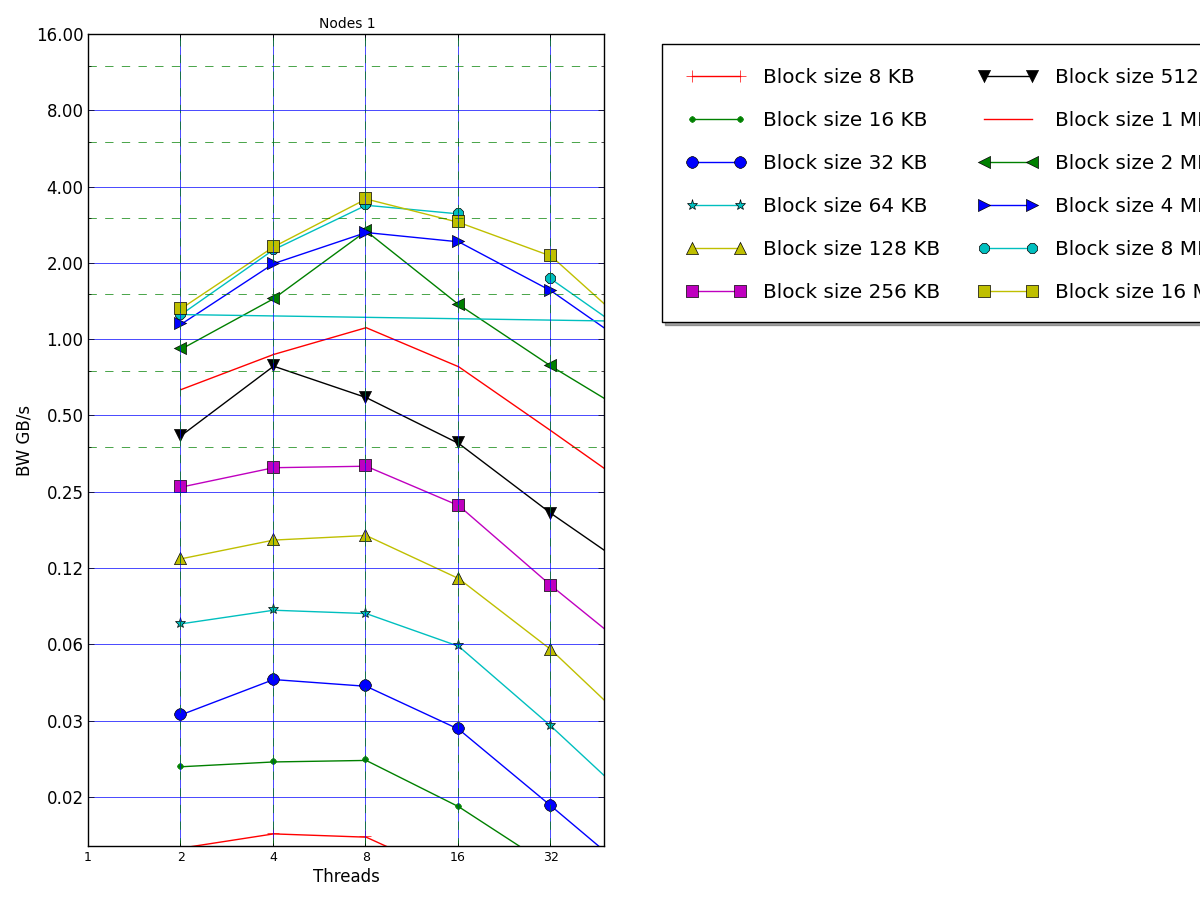 Nodes 1
16.00
8.00
4.00
2.00
1.00
0.50
0.25
0.12
0.06
0.03
0.02
BW GB/s
1 2 4 8 16 32
Threads
Block size 8 KB
Block size 16 KB
Block size 32 KB
Block size 64 KB
Block size 128 KB
Block size 256 KB
Block size 512
Block size 1
Block size 2
Block size 4
Block size 8
Block size 16